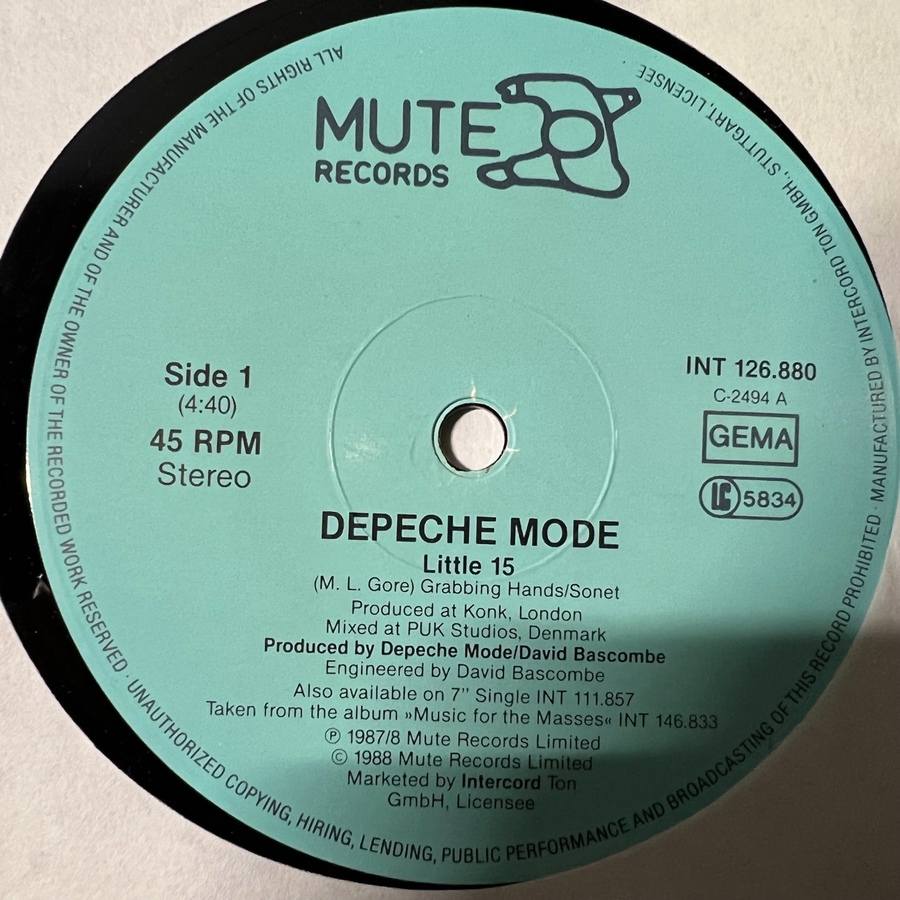 MUTE
RECORDS
Side 1
(4:40)
45 RPM
Stereo
INT 126.880
C-2494 A
GEMA
LC 5834
DEPECHE MODE
Little 15
(M. L. Gore) Grabbing Hands/Sonet
Produced at Konk, London
Mixed at PUK Studios, Denmark
Produced by Depeche Mode/David Bascombe
Engineered by David Bascombe
Also available on 7" Single INT 111.857
Taken from the album »Music for the Masses« INT 146.833
℗ 1987/8 Mute Records Limited
© 1988 Mute Records Limited
Marketed by Intercord Ton
GmbH, Licensee
ALL RIGHTS OF THE MANUFACTURER AND OF THE OWNER OF THE RECORDED WORK RESERVED · UNAUTHORIZED COPYING, HIRING, LENDING, PUBLIC PERFORMANCE AND BROADCASTING OF THIS RECORD PROHIBITED · MANUFACTURED BY INTERCORD TON GMBH., STUTTGART, LICENSEE